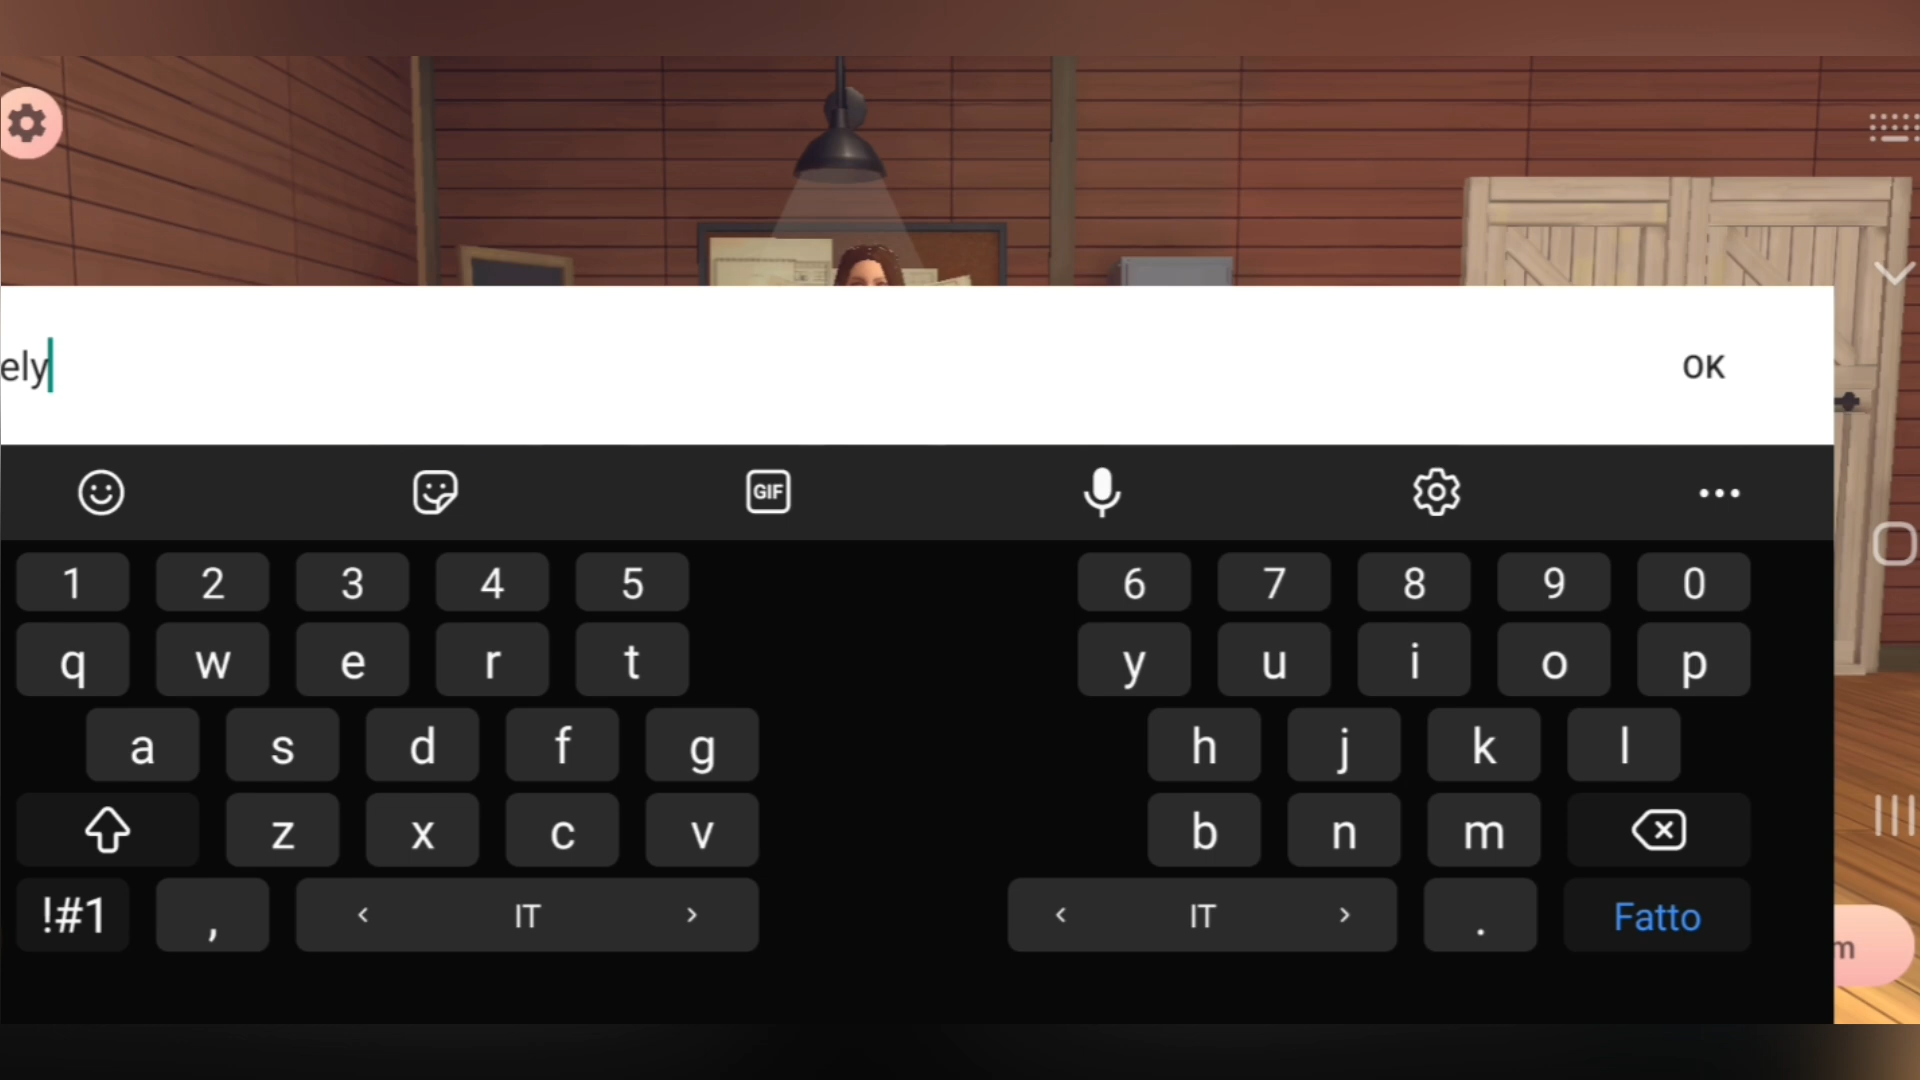 ely
OK
GIF
1 2 3 4 5 6 7 8 9 0
q w e r t y u i o p
a s d f g h j k l
z x c v b n m
!#1 , < IT > < IT > . Fatto
m